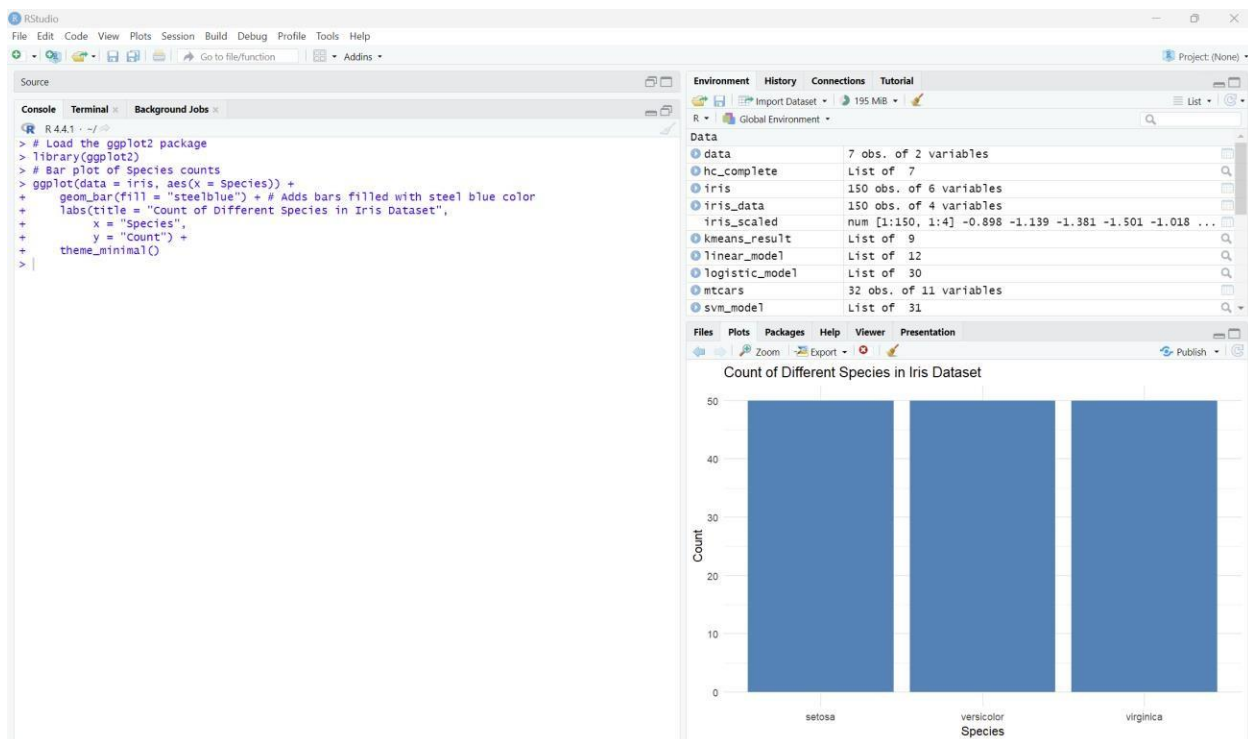 RStudio
File Edit Code View Plots Session Build Debug Profile Tools Help
Go to file/function Addins Project: (None)
Source
Console Terminal Background Jobs
R 4.4.1 · ~/
> # Load the ggplot2 package
> library(ggplot2)
> # Bar plot of Species counts
> ggplot(data = iris, aes(x = Species)) +
+ geom_bar(fill = "steelblue") + # Adds bars filled with steel blue color
+ labs(title = "Count of Different Species in Iris Dataset",
+ x = "Species",
+ y = "Count") +
+ theme_minimal()
>
Environment History Connections Tutorial
Import Dataset 195 MiB List
R Global Environment
Data
data 7 obs. of 2 variables
hc_complete List of 7
iris 150 obs. of 6 variables
iris_data 150 obs. of 4 variables
iris_scaled num [1:150, 1:4] -0.898 -1.139 -1.381 -1.501 -1.018 ...
kmeans_result List of 9
linear_model List of 12
logistic_model List of 30
mtcars 32 obs. of 11 variables
svm_model List of 31
Files Plots Packages Help Viewer Presentation
Zoom Export Publish
Count of Different Species in Iris Dataset
50
40
30
20
10
0
Count
setosa versicolor virginica
Species